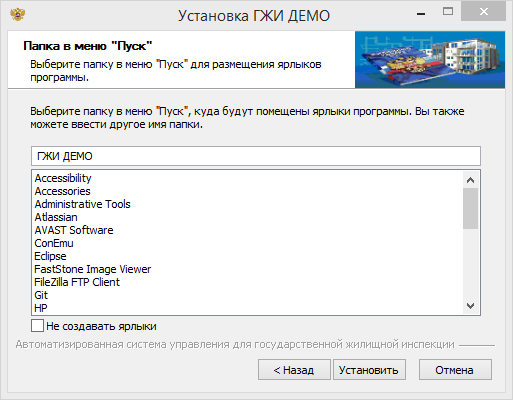 Установка ГЖИ ДЕМО
Папка в меню "Пуск"
Выберите папку в меню "Пуск" для размещения ярлыков
программы.
Выберите папку в меню "Пуск", куда будут помещены ярлыки программы. Вы также
можете ввести другое имя папки.
ГЖИ ДЕМО
Accessibility
Accessories
Administrative Tools
Atlassian
AVAST Software
ConEmu
Eclipse
FastStone Image Viewer
FileZilla FTP Client
Git
HP
Не создавать ярлыки
Автоматизированная система управления для государственной жилищной инспекции
< Назад
Установить
Отмена